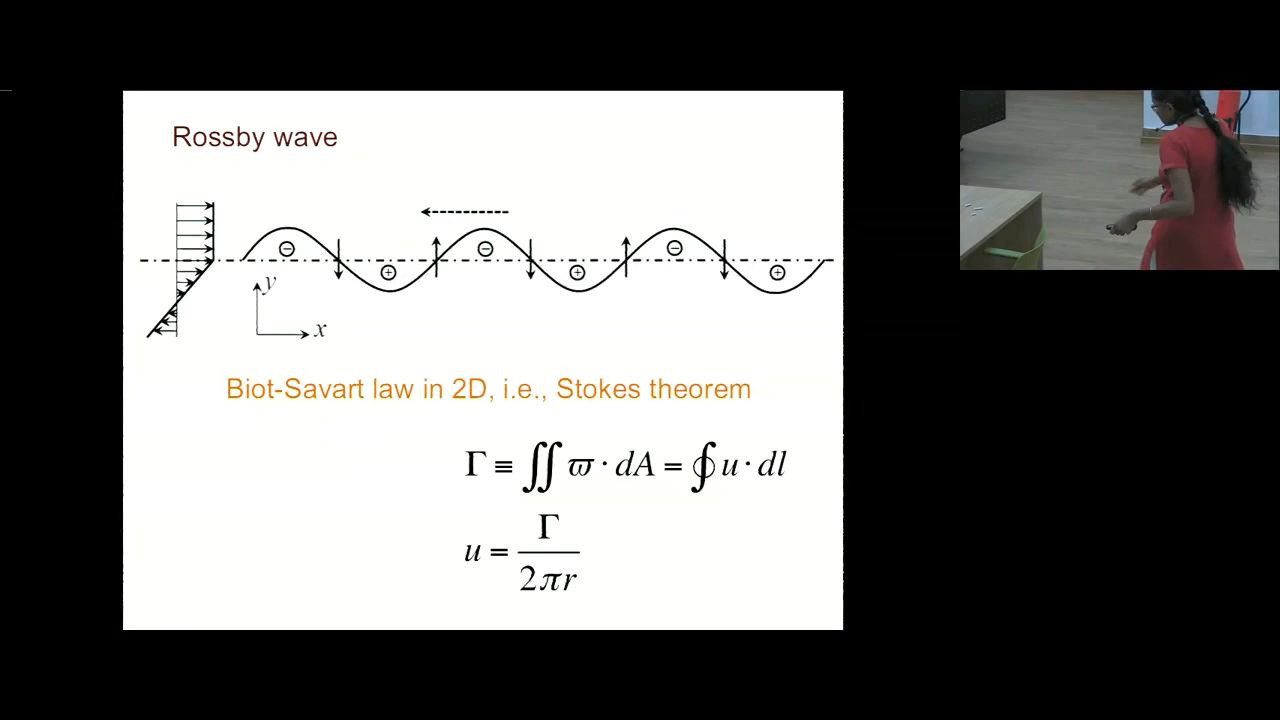 Rossby wave
⊖ ⊖ ⊖
⊕ ⊕ ⊕
y
x
Biot-Savart law in 2D, i.e., Stokes theorem
Γ ≡ ∬ ϖ · dA = ∮ u · dl
u = Γ / 2πr